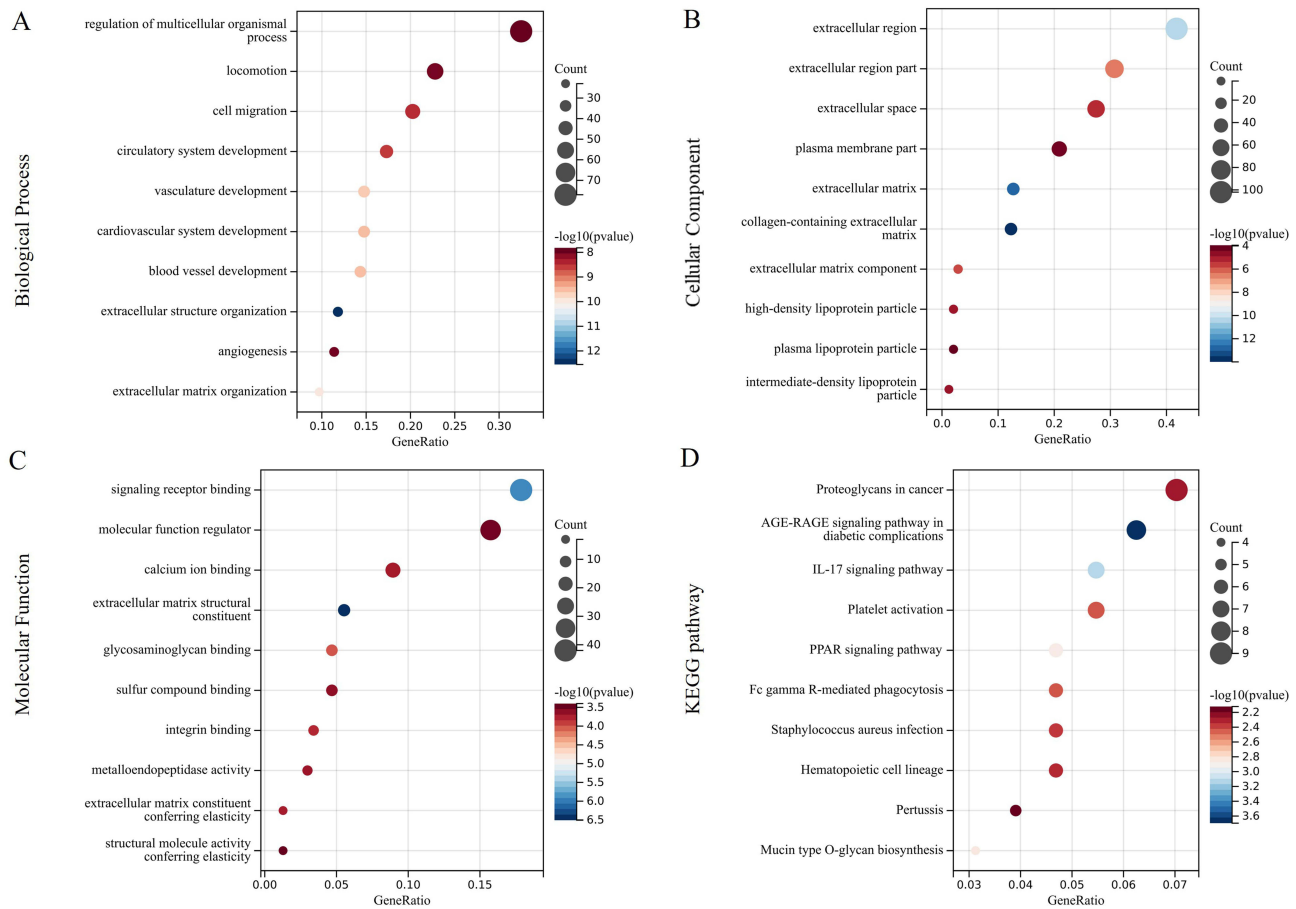 A
Biological Process
regulation of multicellular organismal
process
locomotion
cell migration
circulatory system development
vasculature development
cardiovascular system development
blood vessel development
extracellular structure organization
angiogenesis
extracellular matrix organization
0.10 0.15 0.20 0.25 0.30
GeneRatio
Count
30
40
50
60
70
-log10(pvalue)
8
9
10
11
12
B
Cellular Component
extracellular region
extracellular region part
extracellular space
plasma membrane part
extracellular matrix
collagen-containing extracellular
matrix
extracellular matrix component
high-density lipoprotein particle
plasma lipoprotein particle
intermediate-density lipoprotein
particle
0.0 0.1 0.2 0.3 0.4
GeneRatio
Count
20
40
60
80
100
-log10(pvalue)
4
6
8
10
12
C
Molecular Function
signaling receptor binding
molecular function regulator
calcium ion binding
extracellular matrix structural
constituent
glycosaminoglycan binding
sulfur compound binding
integrin binding
metalloendopeptidase activity
extracellular matrix constituent
conferring elasticity
structural molecule activity
conferring elasticity
0.00 0.05 0.10 0.15
GeneRatio
Count
10
20
30
40
-log10(pvalue)
3.5
4.0
4.5
5.0
5.5
6.0
6.5
D
KEGG pathway
Proteoglycans in cancer
AGE-RAGE signaling pathway in
diabetic complications
IL-17 signaling pathway
Platelet activation
PPAR signaling pathway
Fc gamma R-mediated phagocytosis
Staphylococcus aureus infection
Hematopoietic cell lineage
Pertussis
Mucin type O-glycan biosynthesis
0.03 0.04 0.05 0.06 0.07
GeneRatio
Count
4
5
6
7
8
9
-log10(pvalue)
2.2
2.4
2.6
2.8
3.0
3.2
3.4
3.6